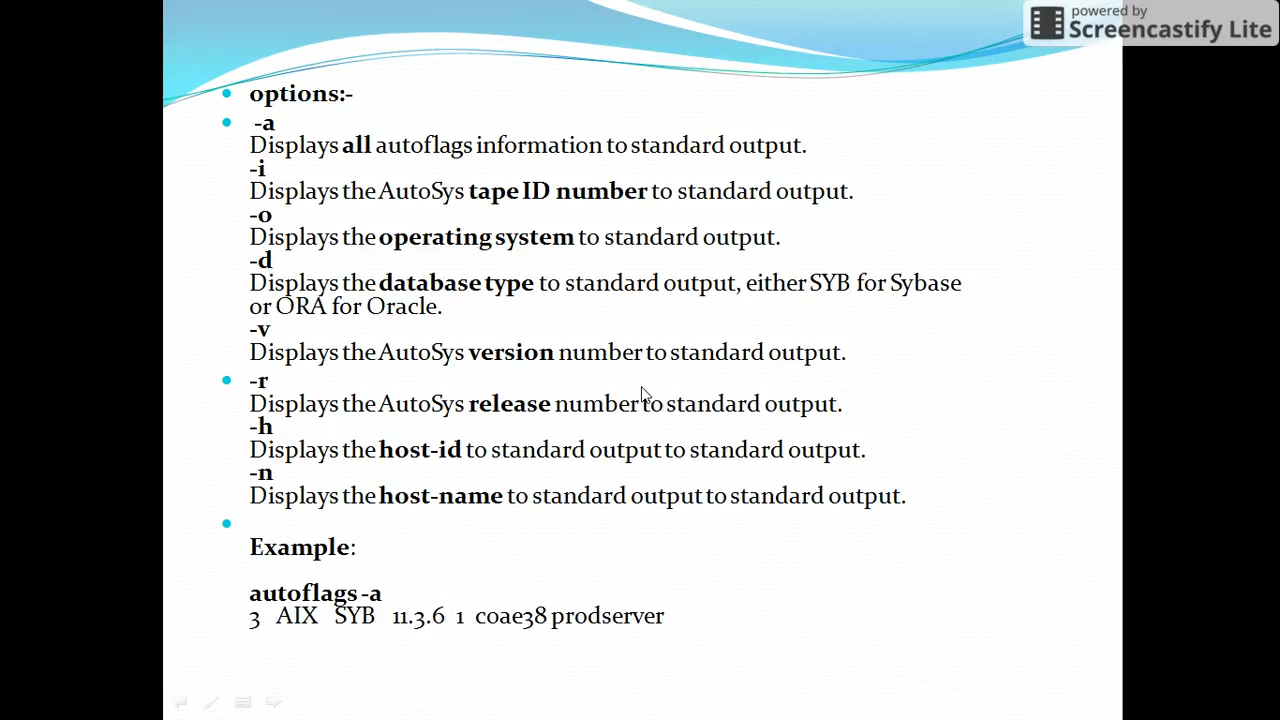 powered by
Screencastify Lite
options:-
-a
Displays all autoflags information to standard output.
-i
Displays the AutoSys tape ID number to standard output.
-o
Displays the operating system to standard output.
-d
Displays the database type to standard output, either SYB for Sybase
or ORA for Oracle.
-v
Displays the AutoSys version number to standard output.
-r
Displays the AutoSys release number to standard output.
-h
Displays the host-id to standard output to standard output.
-n
Displays the host-name to standard output to standard output.
Example:
autoflags -a
3 AIX SYB 11.3.6 1 coae38 prodserver